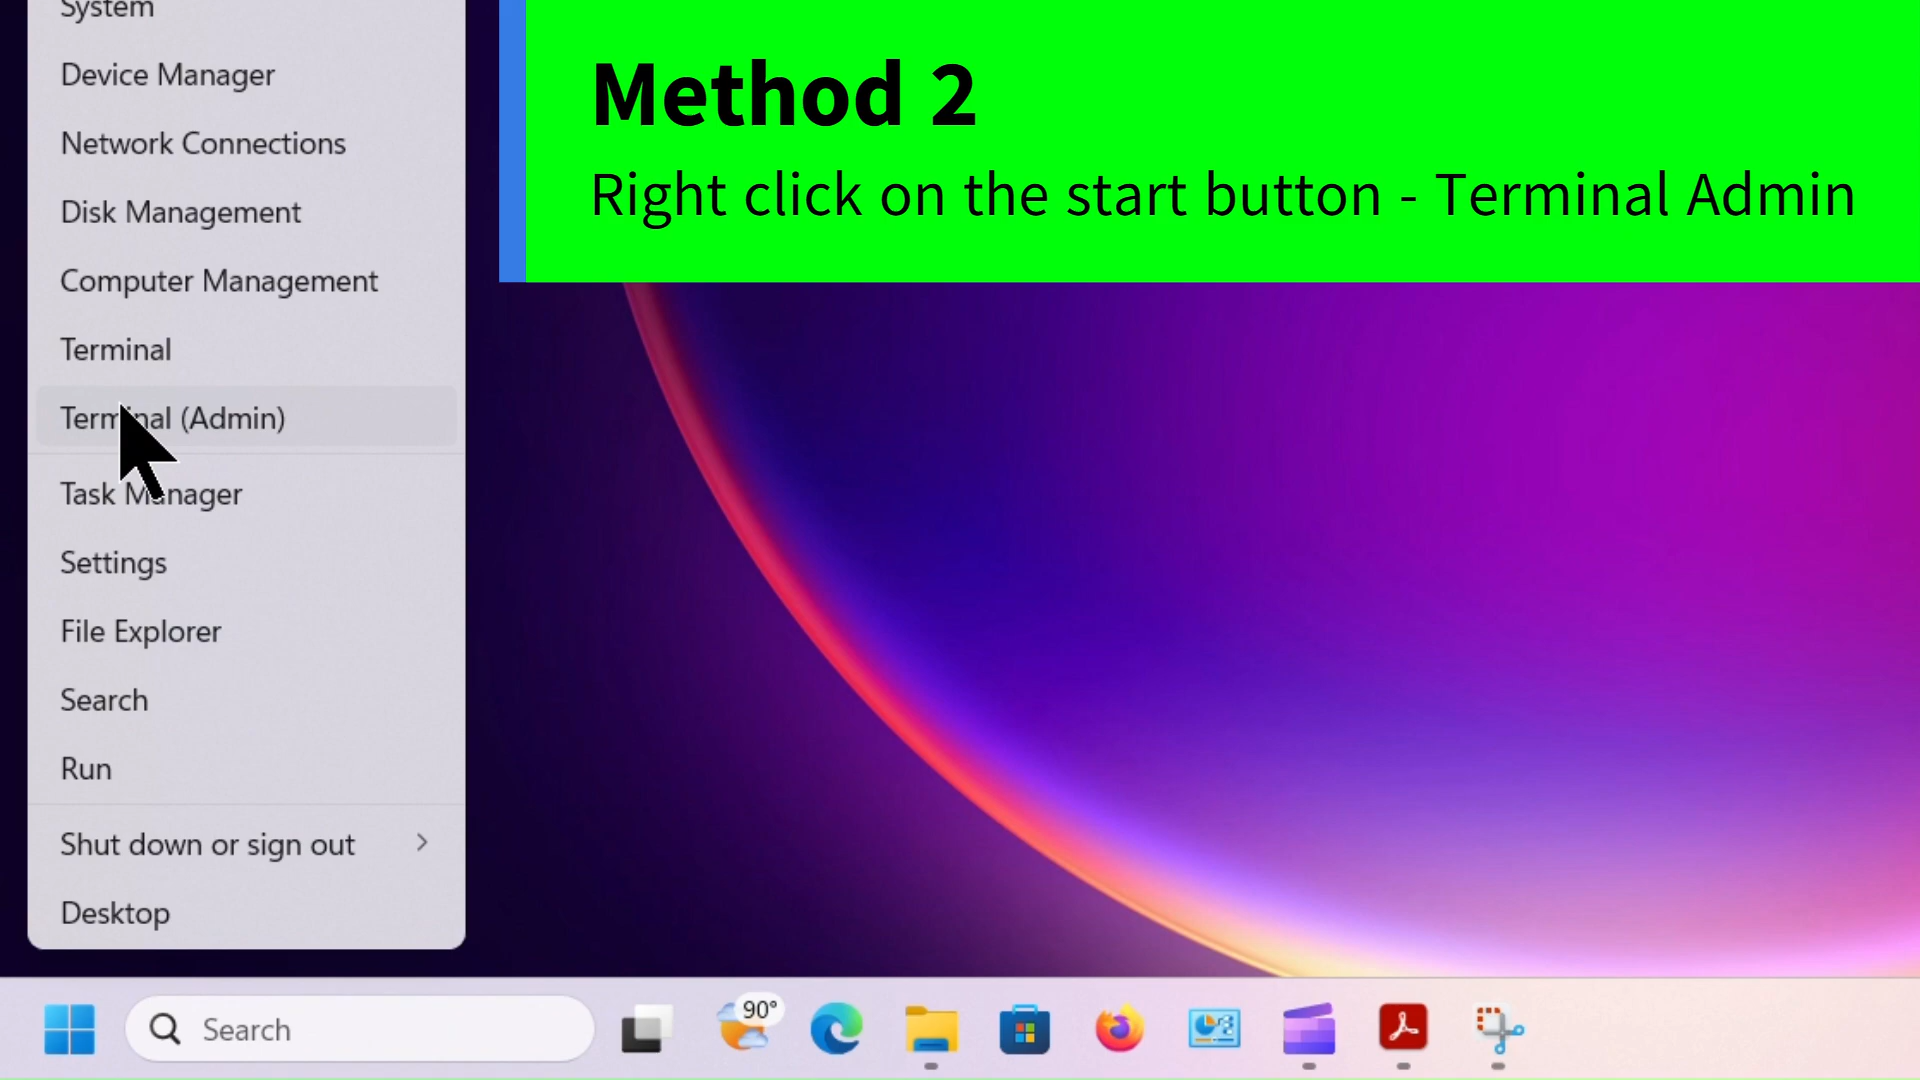 System
Device Manager
Network Connections
Disk Management
Computer Management
Terminal
Terminal (Admin)
Task Manager
Settings
File Explorer
Search
Run
Shut down or sign out
Desktop
Method 2
Right click on the start button - Terminal Admin
Search
90°